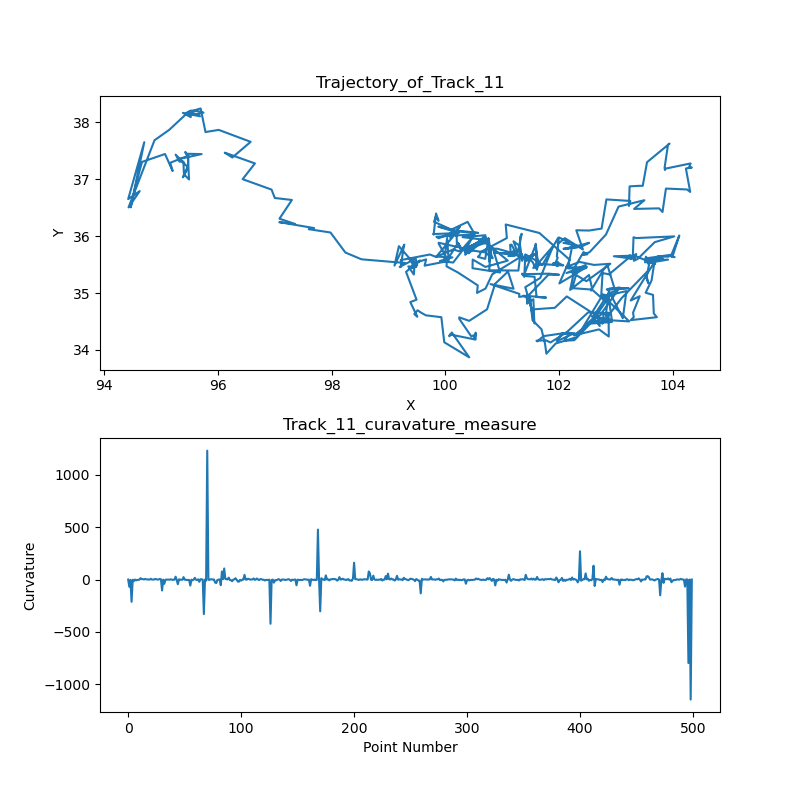 Trajectory_of_Track_11
38
37
36
35
34
Y
94 96 98 100 102 104
X
Track_11_curavature_measure
1000
500
0
−500
−1000
Curvature
0 100 200 300 400 500
Point Number